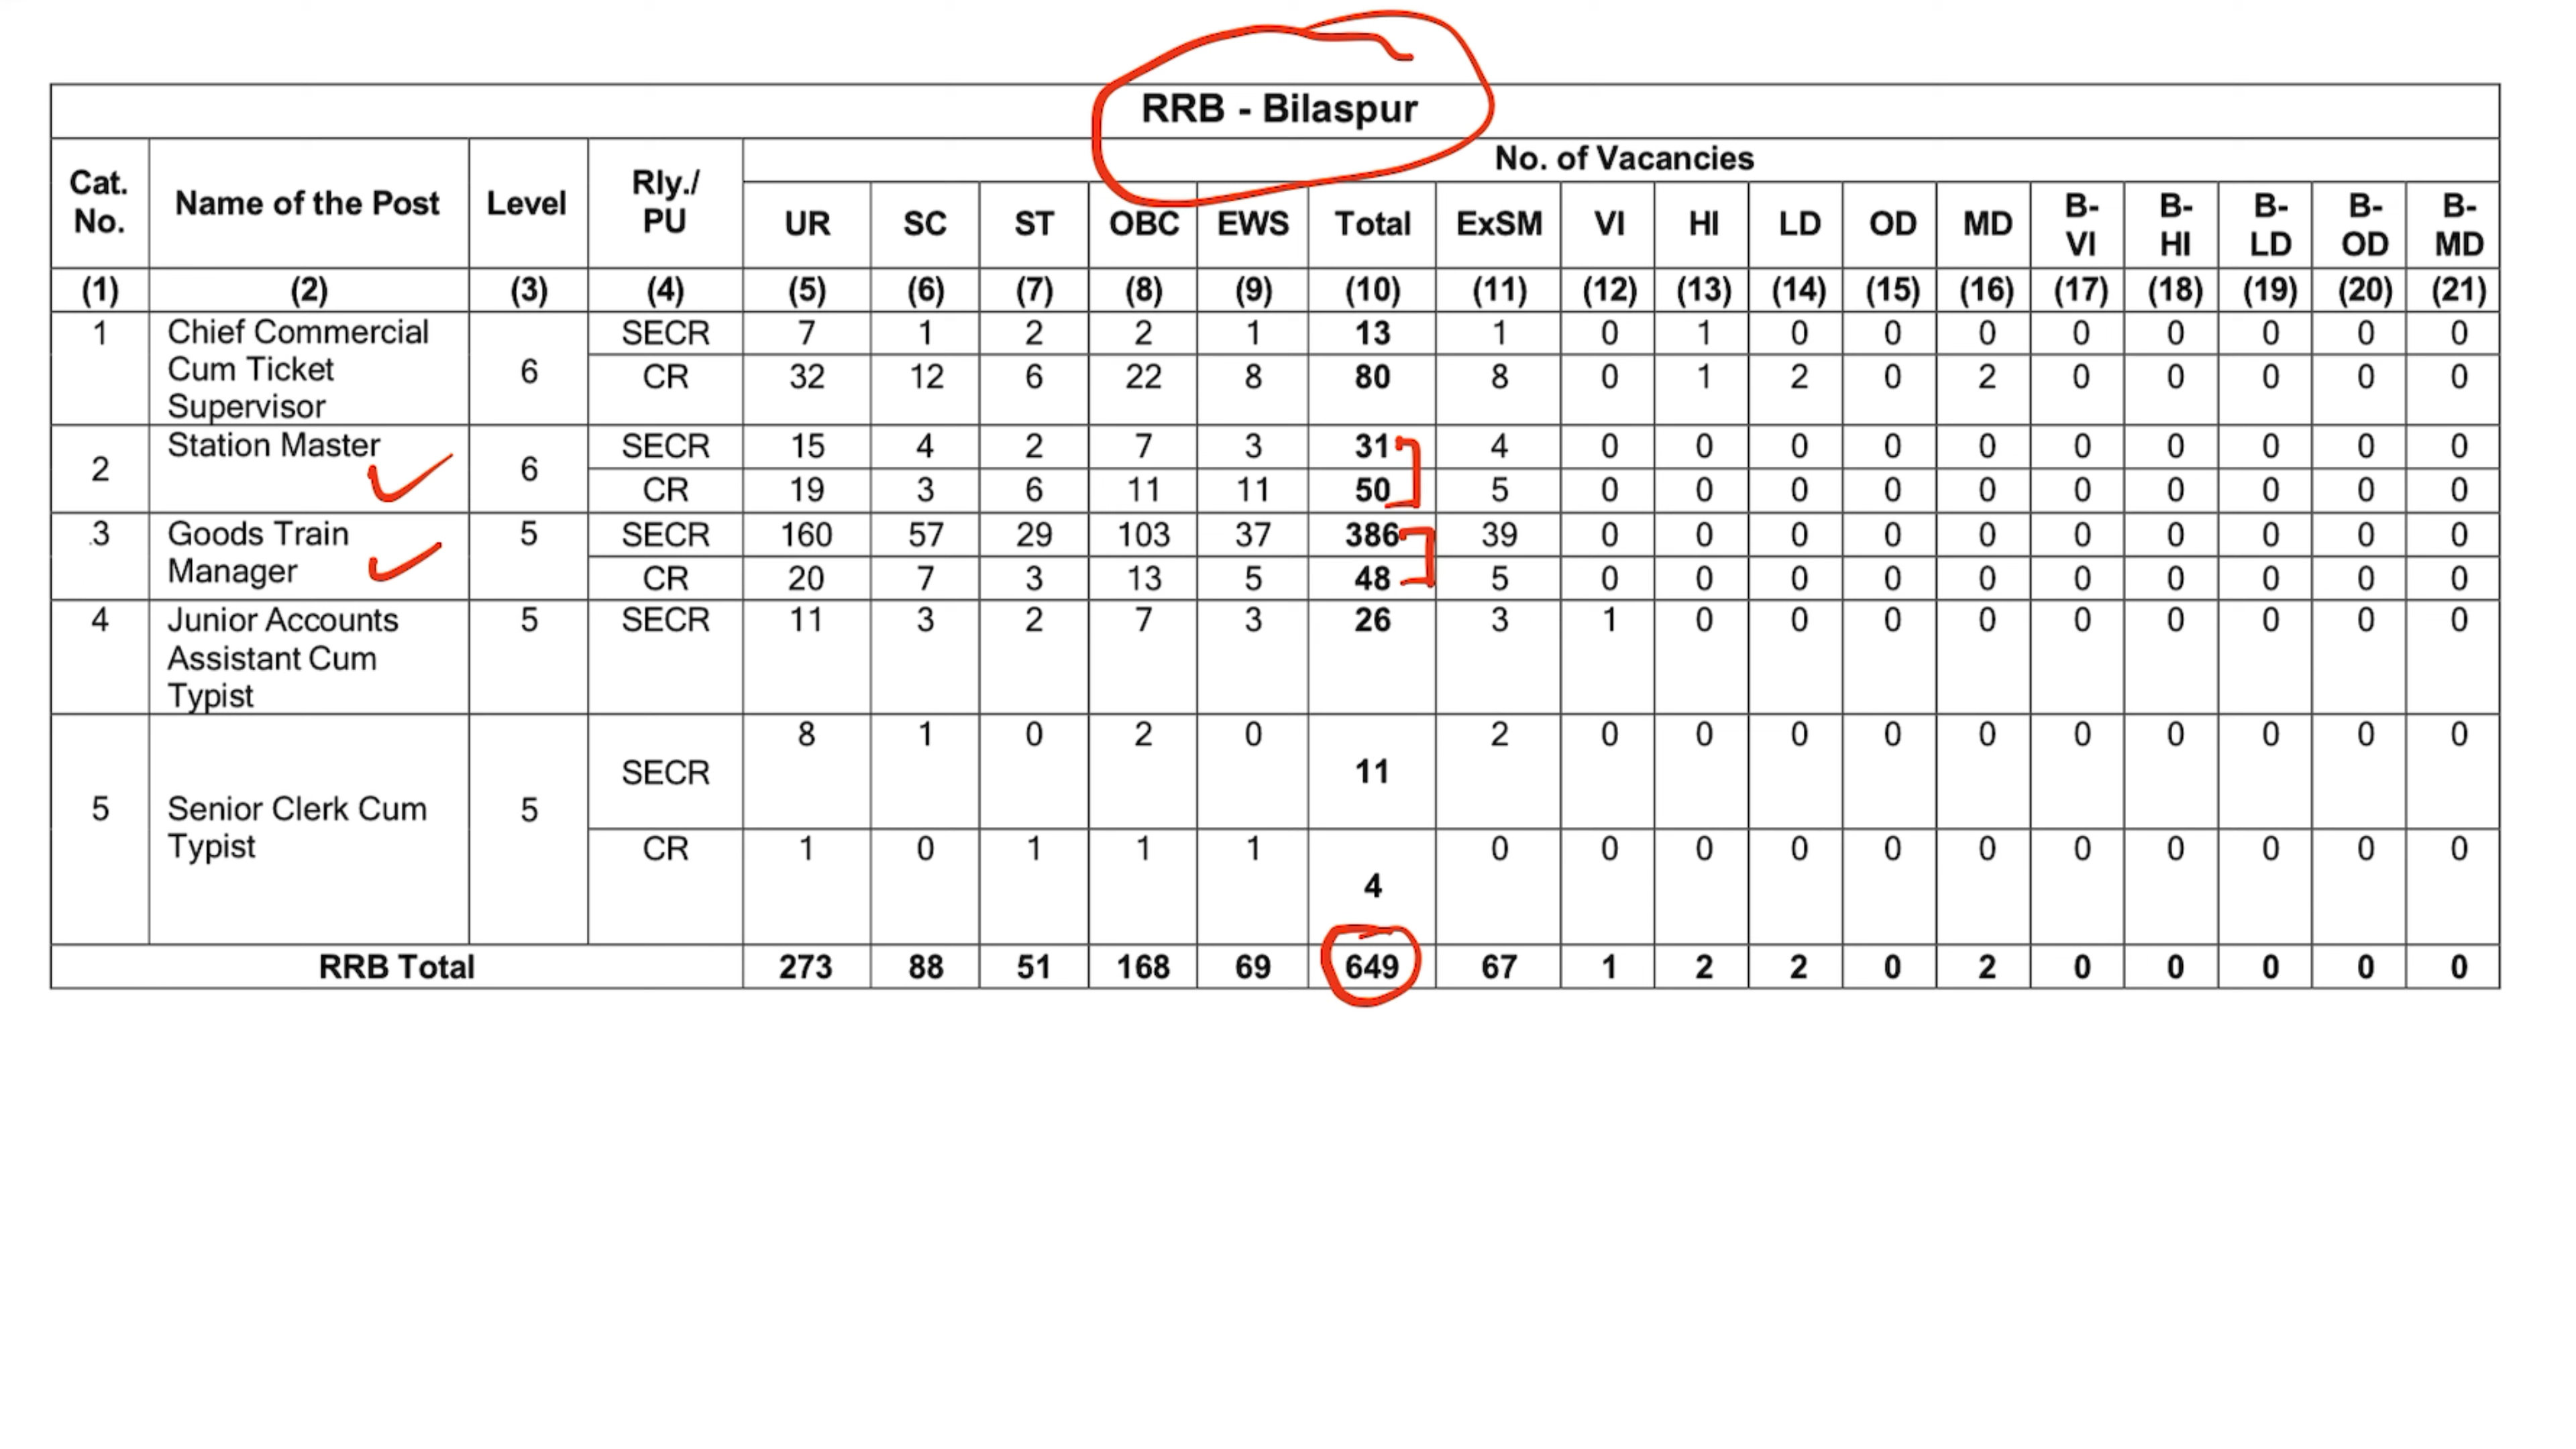 RRB - Bilaspur
No. of Vacancies
Cat. No. Name of the Post Level Rly./ PU UR SC ST OBC EWS Total ExSM VI HI LD OD MD B-VI B-HI B-LD B-OD B-MD
(1) (2) (3) (4) (5) (6) (7) (8) (9) (10) (11) (12) (13) (14) (15) (16) (17) (18) (19) (20) (21)
1 Chief Commercial Cum Ticket Supervisor 6 SECR 7 1 2 2 1 13 1 0 1 0 0 0 0 0 0 0 0
CR 32 12 6 22 8 80 8 0 1 2 0 2 0 0 0 0 0
2 Station Master 6 SECR 15 4 2 7 3 31 4 0 0 0 0 0 0 0 0 0 0
CR 19 3 6 11 11 50 5 0 0 0 0 0 0 0 0 0 0
3 Goods Train Manager 5 SECR 160 57 29 103 37 386 39 0 0 0 0 0 0 0 0 0 0
CR 20 7 3 13 5 48 5 0 0 0 0 0 0 0 0 0 0
4 Junior Accounts Assistant Cum Typist 5 SECR 11 3 2 7 3 26 3 1 0 0 0 0 0 0 0 0 0
5 Senior Clerk Cum Typist 5 SECR 8 1 0 2 0 11 2 0 0 0 0 0 0 0 0 0 0
CR 1 0 1 1 1 4 0 0 0 0 0 0 0 0 0 0 0
RRB Total 273 88 51 168 69 649 67 1 2 2 0 2 0 0 0 0 0